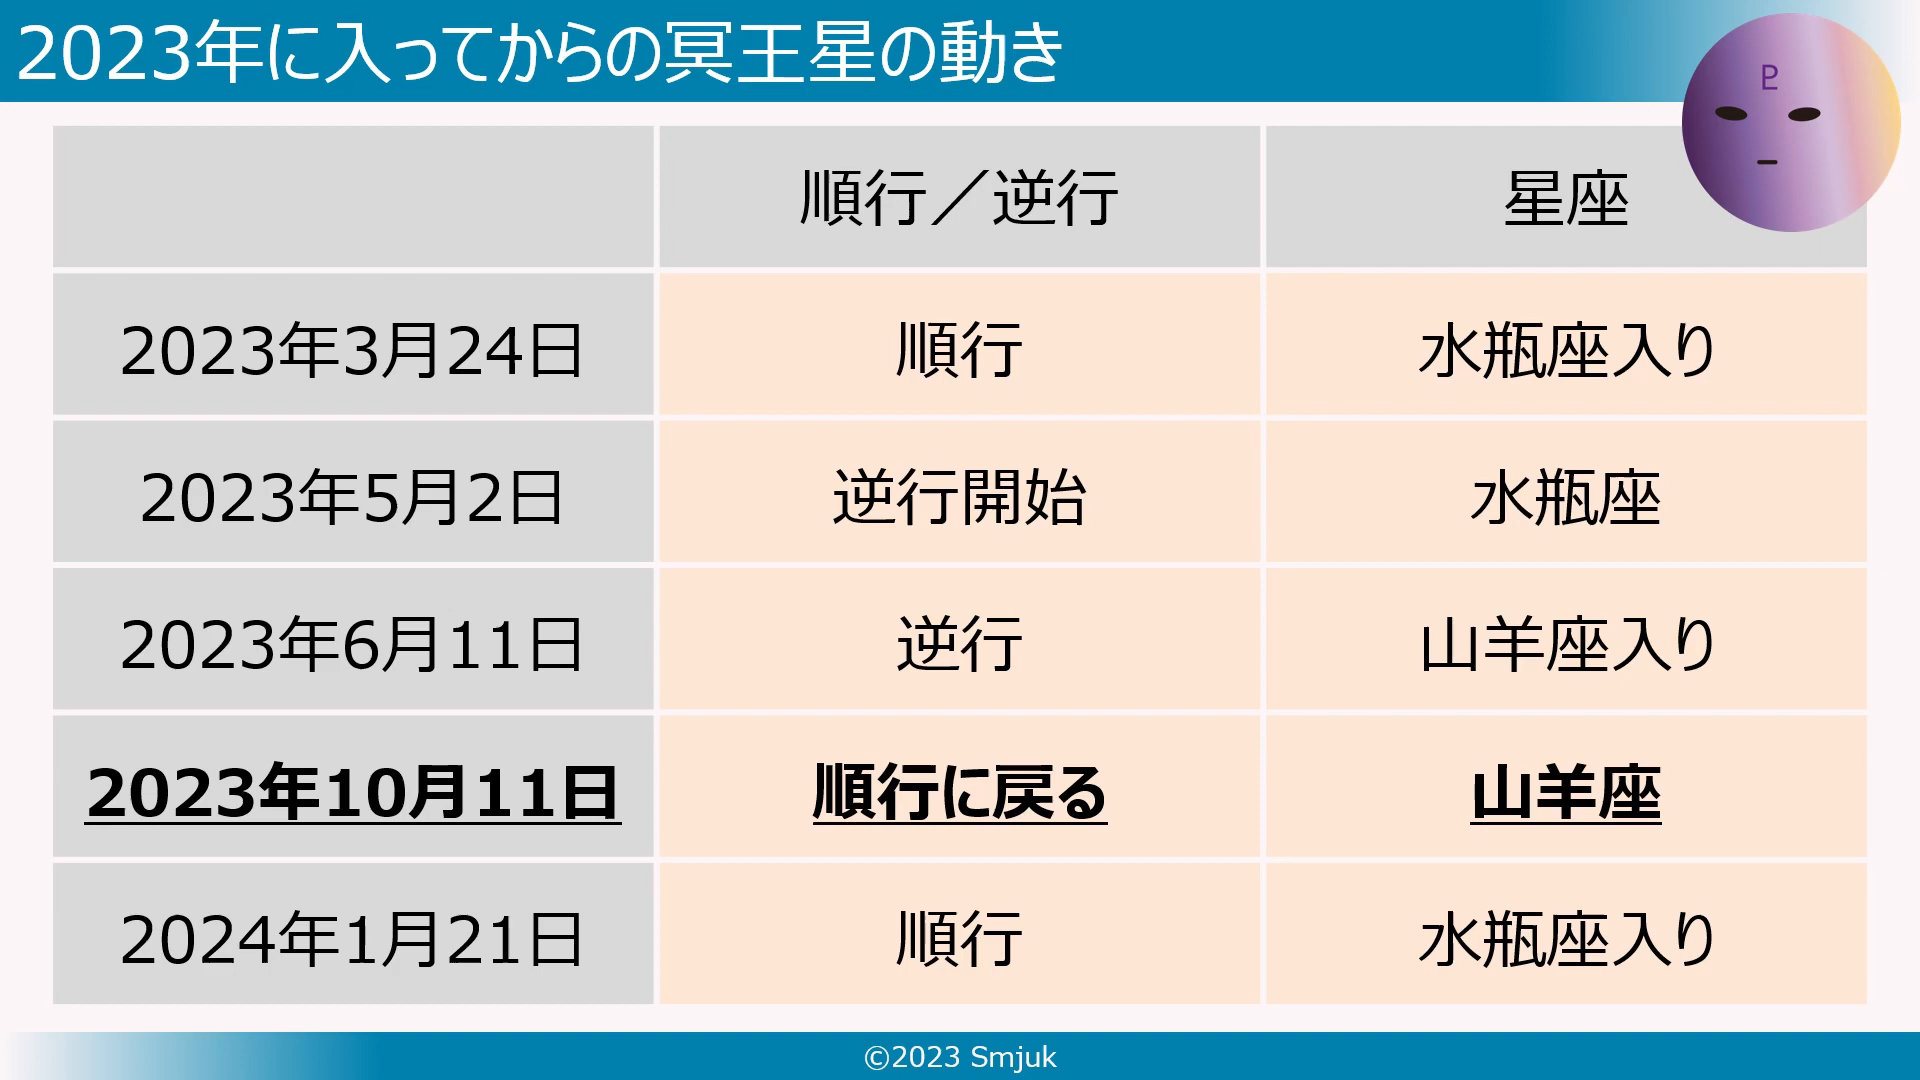 2023年に入ってからの冥王星の動き
P
順行／逆行 星座
2023年3月24日 順行 水瓶座入り
2023年5月2日 逆行開始 水瓶座
2023年6月11日 逆行 山羊座入り
2023年10月11日 順行に戻る 山羊座
2024年1月21日 順行 水瓶座入り
©2023 Smjuk